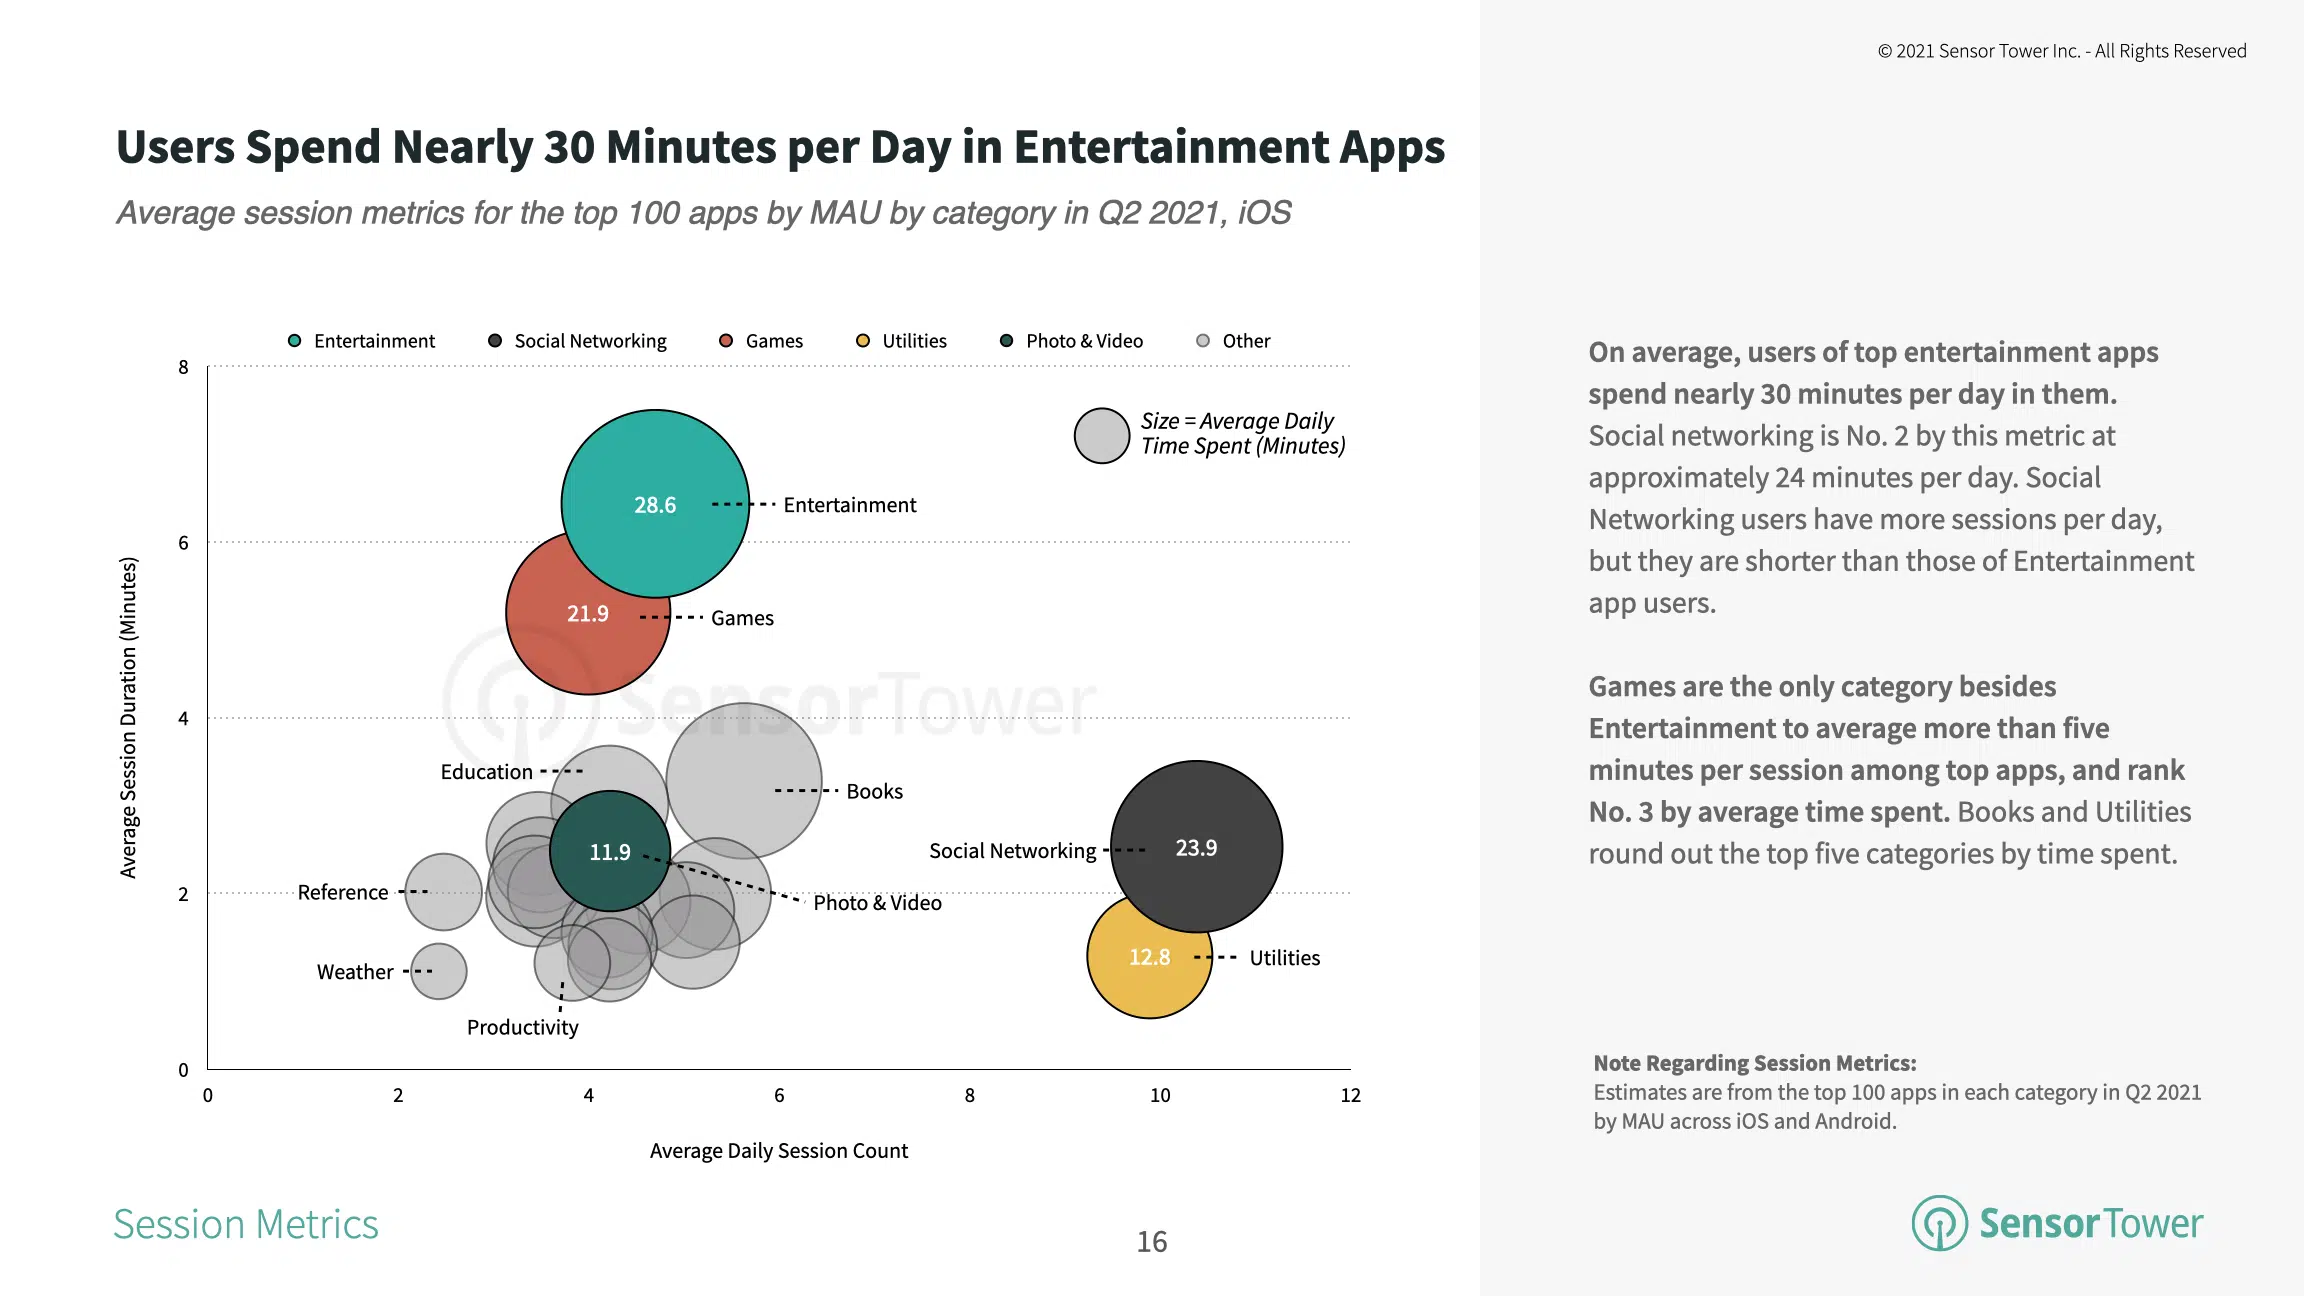 © 2021 Sensor Tower Inc. - All Rights Reserved
Users Spend Nearly 30 Minutes per Day in Entertainment Apps
Average session metrics for the top 100 apps by MAU by category in Q2 2021, iOS
Entertainment
Social Networking
Games
Utilities
Photo & Video
Other
8
6
4
2
0
Average Session Duration (Minutes)
Size = Average Daily
Time Spent (Minutes)
28.6
Entertainment
21.9
Games
SensorTower
Education
Books
11.9
Photo & Video
Social Networking
23.9
Reference
Weather
12.8
Utilities
Productivity
0
2
4
6
8
10
12
Average Daily Session Count
On average, users of top entertainment apps
spend nearly 30 minutes per day in them.
Social networking is No. 2 by this metric at
approximately 24 minutes per day. Social
Networking users have more sessions per day,
but they are shorter than those of Entertainment
app users.
Games are the only category besides
Entertainment to average more than five
minutes per session among top apps, and rank
No. 3 by average time spent. Books and Utilities
round out the top five categories by time spent.
Note Regarding Session Metrics:
Estimates are from the top 100 apps in each category in Q2 2021
by MAU across iOS and Android.
Session Metrics
16
SensorTower